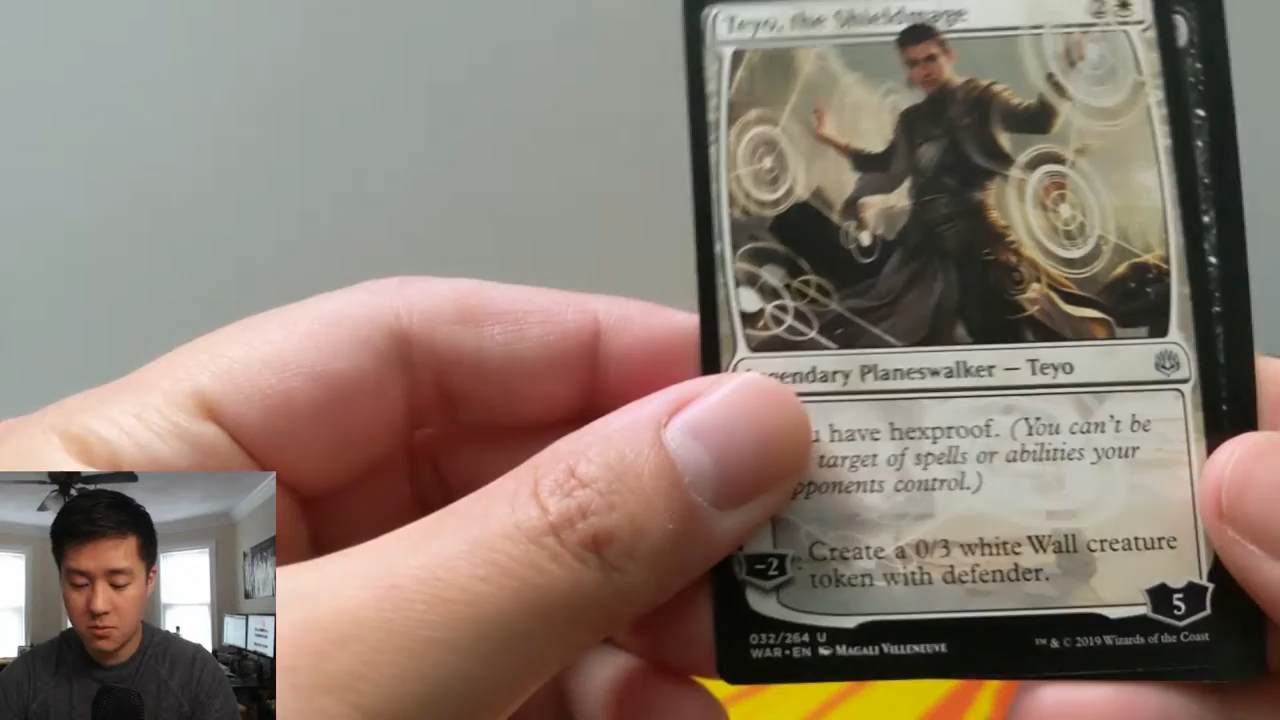 Teyo, the Shieldmage 2
Legendary Planeswalker — Teyo
have hexproof. (You can't be
target of spells or abilities your
opponents control.)
-2: Create a 0/3 white Wall creature
token with defender.
5
032/264 U
WAR • EN MAGALI VILLENEUVE
™ & © 2019 Wizards of the Coast